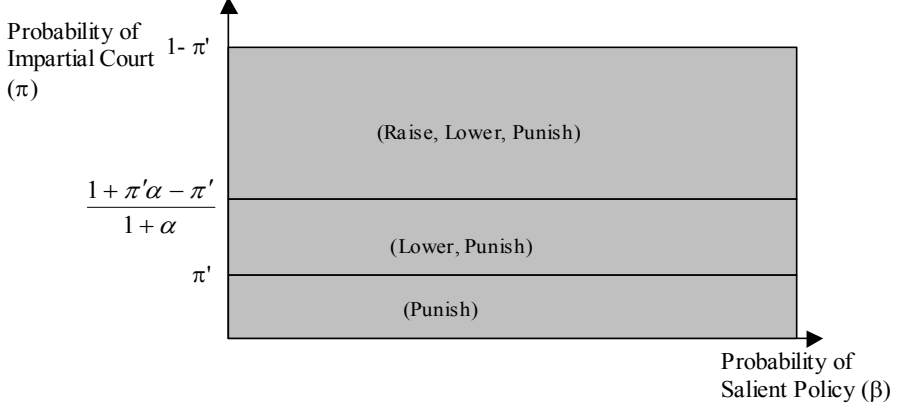 Probability of
Impartial Court
(π)
1- π'
(Raise, Lower, Punish)
1 + π'α − π'
1 + α
(Lower, Punish)
π'
(Punish)
Probability of
Salient Policy (β)